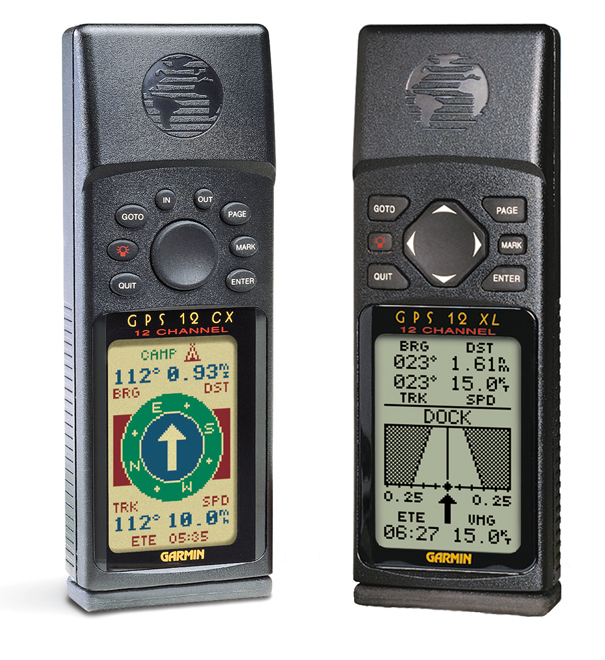 IN OUT
GOTO PAGE
MARK
QUIT ENTER
GPS 12 CX
12 CHANNEL
CAMP
112° 0.93
BRG DST
E
S
N
W
TRK SPD
112° 10.0
ETE 05:35
GARMIN
GOTO PAGE
MARK
QUIT ENTER
GPS 12 XL
12 CHANNEL
BRG DST
023° 1.61
023° 15.0
TRK SPD
DOCK
0.25 0.25
ETE VMG
06:27 15.0
GARMIN